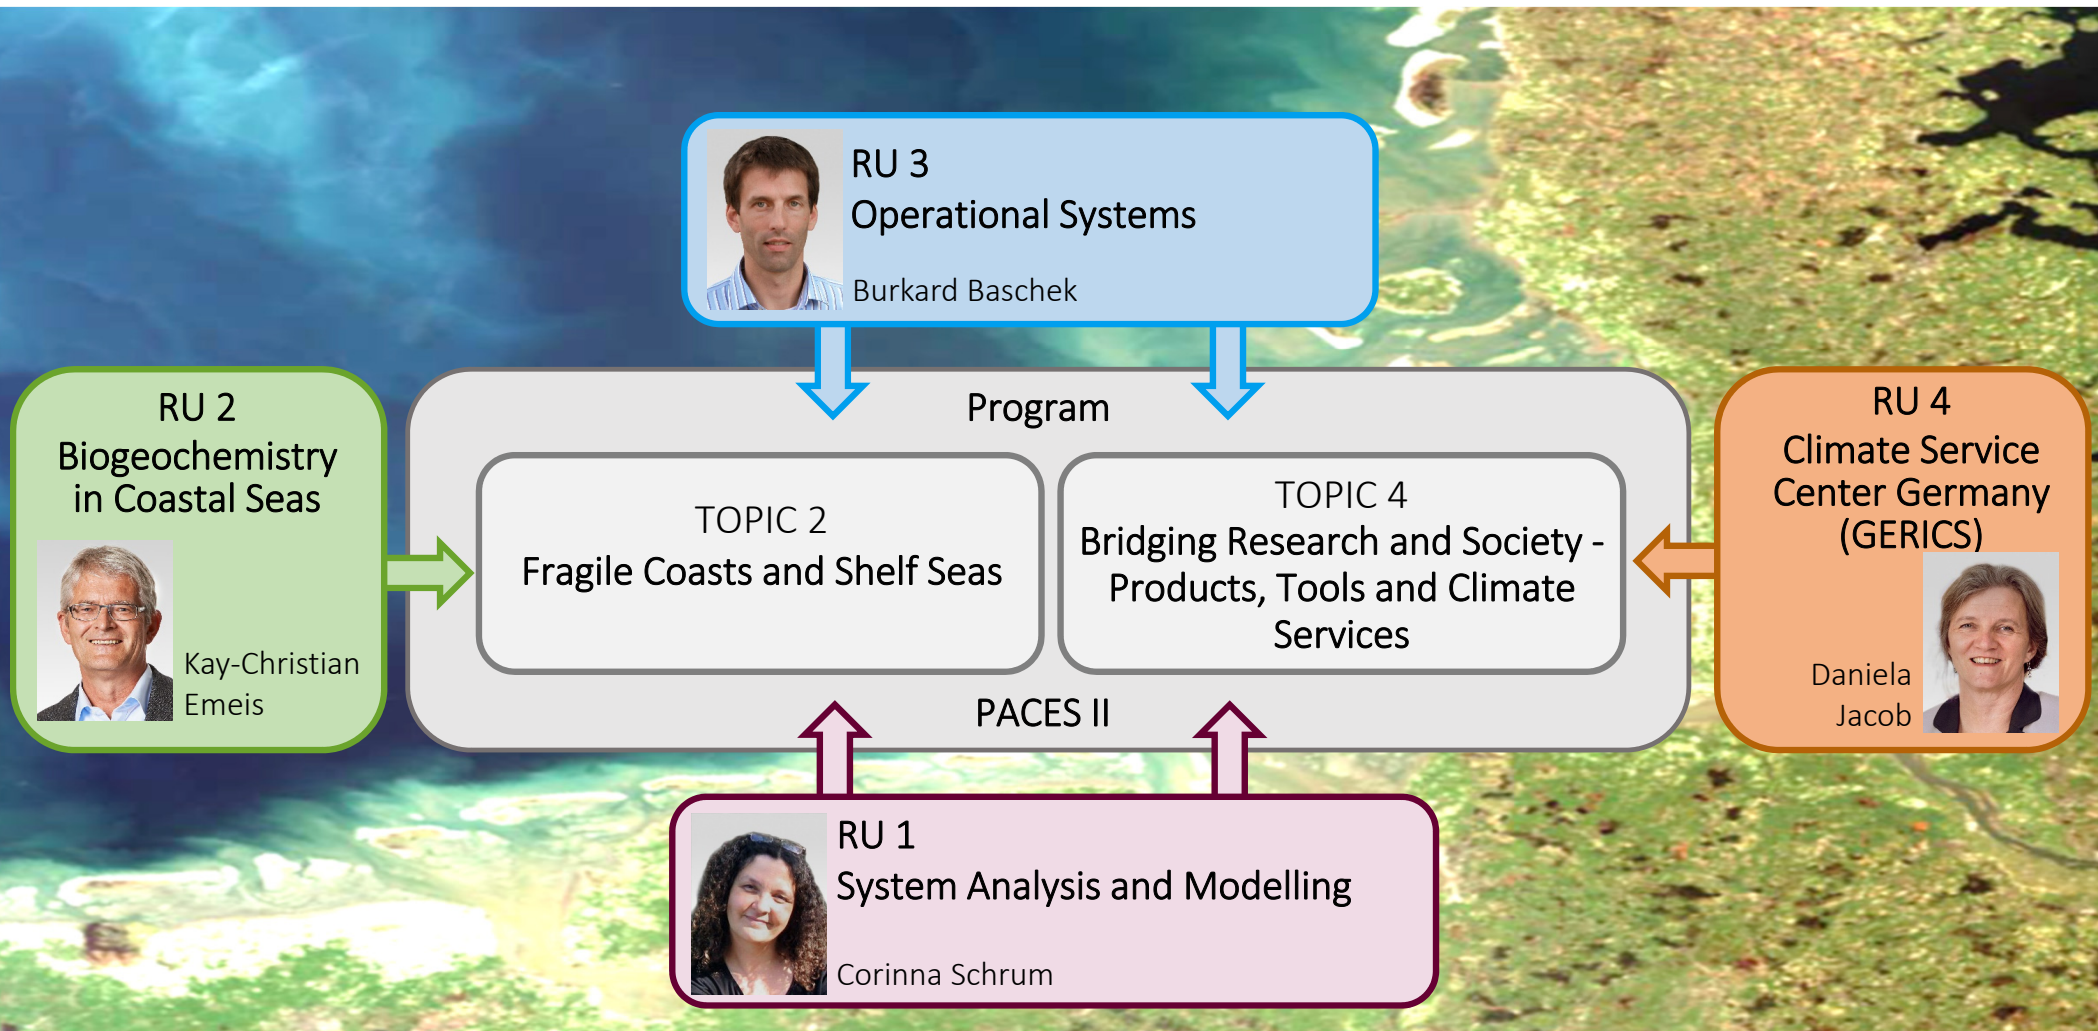 RU 3
Operational Systems
Burkard Baschek
RU 2
Biogeochemistry
in Coastal Seas
Kay-Christian
Emeis
Program
TOPIC 2
Fragile Coasts and Shelf Seas
TOPIC 4
Bridging Research and Society -
Products, Tools and Climate
Services
PACES II
RU 4
Climate Service
Center Germany
(GERICS)
Daniela
Jacob
RU 1
System Analysis and Modelling
Corinna Schrum